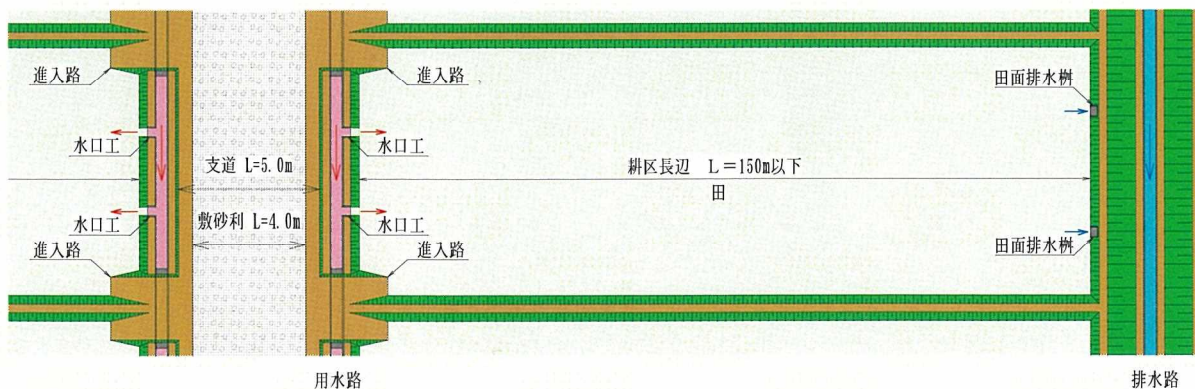 進入路
進入路
田面排水桝
水口工
水口工
支道 L=5.0m
耕区長辺 L=150m以下
田
水口工
敷砂利 L=4.0m
水口工
進入路
進入路
田面排水桝
用水路
排水路